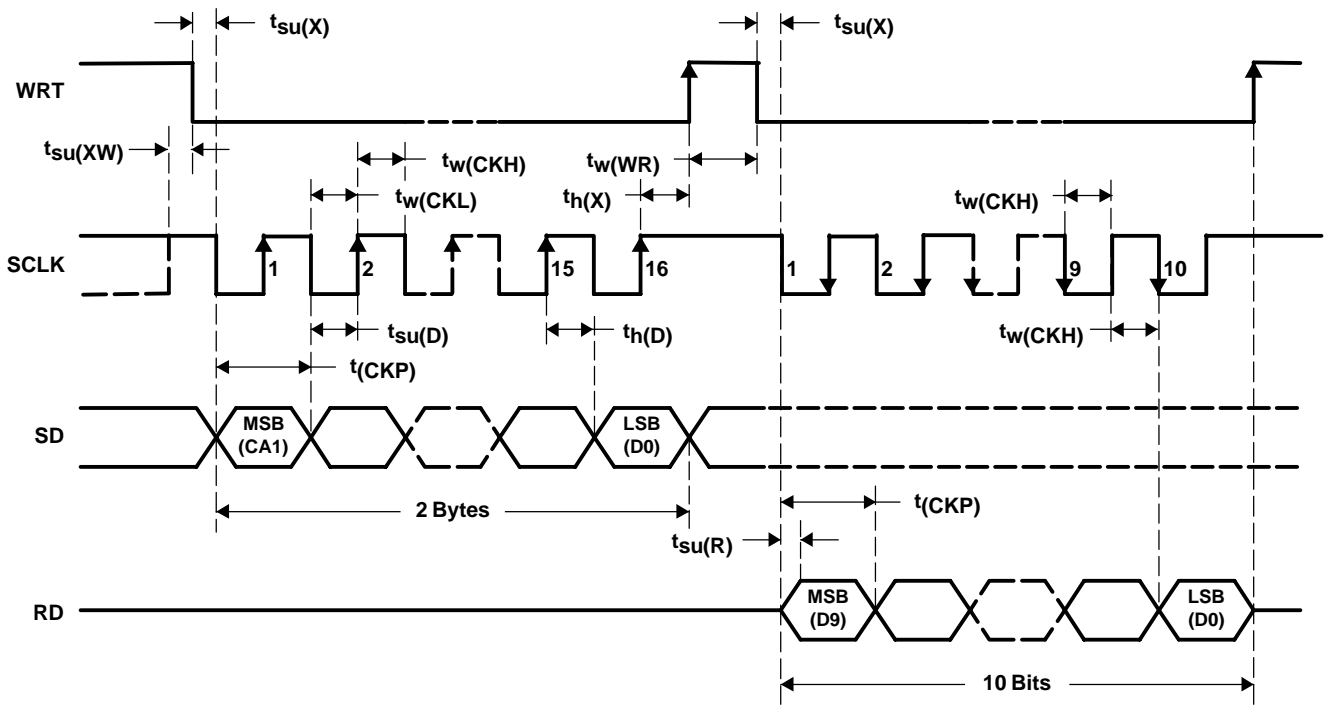 tsu(X) tsu(X)
WRT
tsu(XW) tw(CKH) tw(WR)
tw(CKL) th(X) tw(CKH)
SCLK 1 2 15 16 1 2 9 10
tsu(D) th(D) tw(CKH)
t(CKP)
SD MSB (CA1) LSB (D0)
2 Bytes t(CKP)
tsu(R)
RD MSB (D9) LSB (D0)
10 Bits